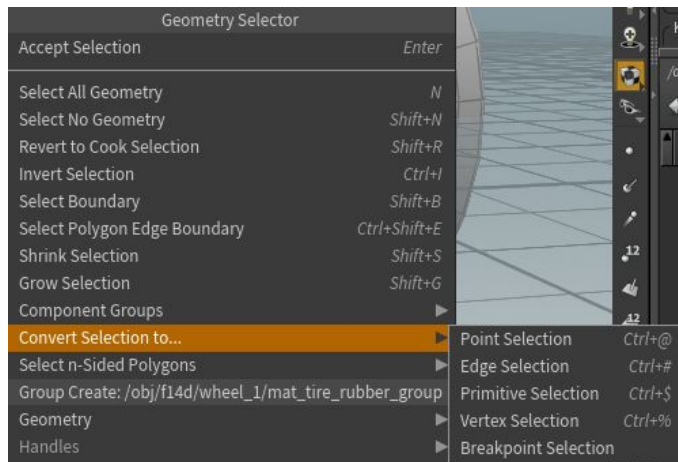 Geometry Selector
Accept Selection Enter
Select All Geometry N
Select No Geometry Shift+N
Revert to Cook Selection Shift+R
Invert Selection Ctrl+I
Select Boundary Shift+B
Select Polygon Edge Boundary Ctrl+Shift+E
Shrink Selection Shift+S
Grow Selection Shift+G
Component Groups
Convert Selection to...
Select n-Sided Polygons
Group Create: /obj/f14d/wheel_1/mat_tire_rubber_group
Geometry
Handles
Point Selection Ctrl+@
Edge Selection Ctrl+#
Primitive Selection Ctrl+$
Vertex Selection Ctrl+%
Breakpoint Selection
12
12